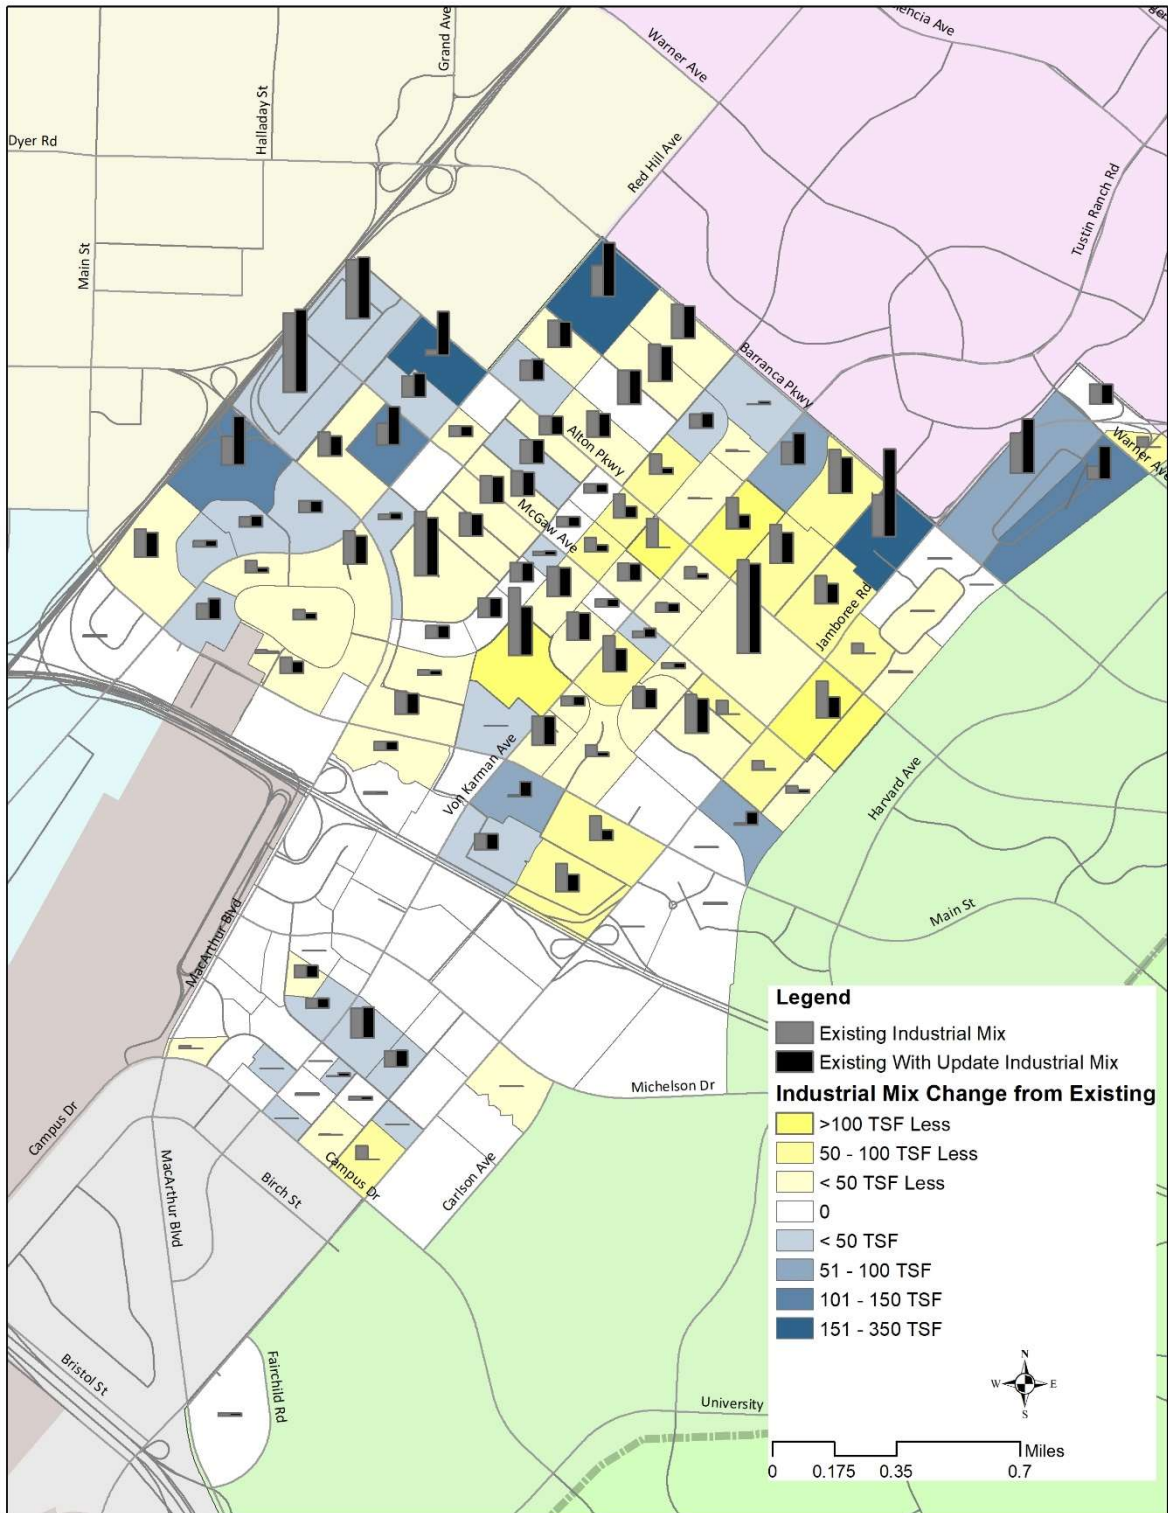 Grand Ave
Halladay St
Dyer Rd
Main St
Warner Ave
Red Hill Ave
encia Ave
Tustin Ranch Rd
Barranca Pkwy
Alton Pkwy
McGaw Ave
Warner Ave
Jamboree Rd
Von Karman Ave
Harvard Ave
Main St
MacArthur Blvd
Michelson Dr
Campus Dr
MacArthur Blvd
Birch St
Campus Dr
Carlson Ave
Bristol St
Fairchild Rd
University
Legend
Existing Industrial Mix
Existing With Update Industrial Mix
Industrial Mix Change from Existing
>100 TSF Less
50 - 100 TSF Less
< 50 TSF Less
0
< 50 TSF
51 - 100 TSF
101 - 150 TSF
151 - 350 TSF
N
W E
S
Miles
0 0.175 0.35 0.7